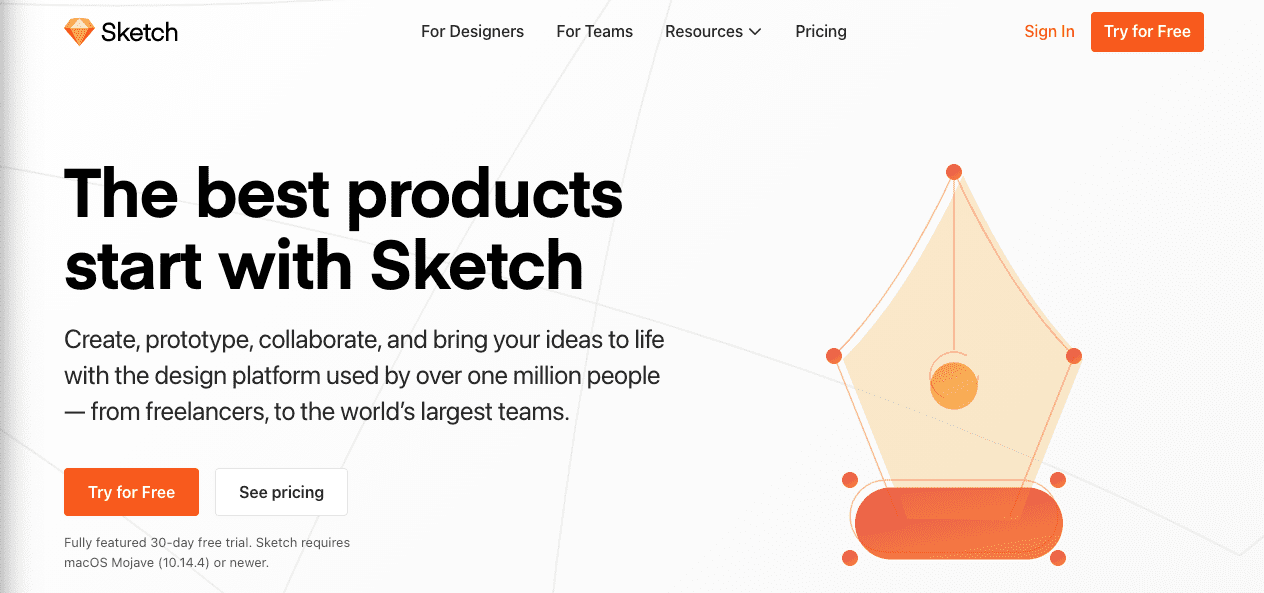 Sketch
For Designers
For Teams
Resources
Pricing
Sign In
Try for Free
The best products
start with Sketch
Create, prototype, collaborate, and bring your ideas to life
with the design platform used by over one million people
— from freelancers, to the world’s largest teams.
Try for Free
See pricing
Fully featured 30-day free trial. Sketch requires
macOS Mojave (10.14.4) or newer.